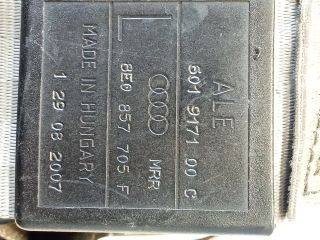 ALE
601 9171 00 C
L
MRR
8E0 857 705 F
MADE IN HUNGARY
1 29 08 2007